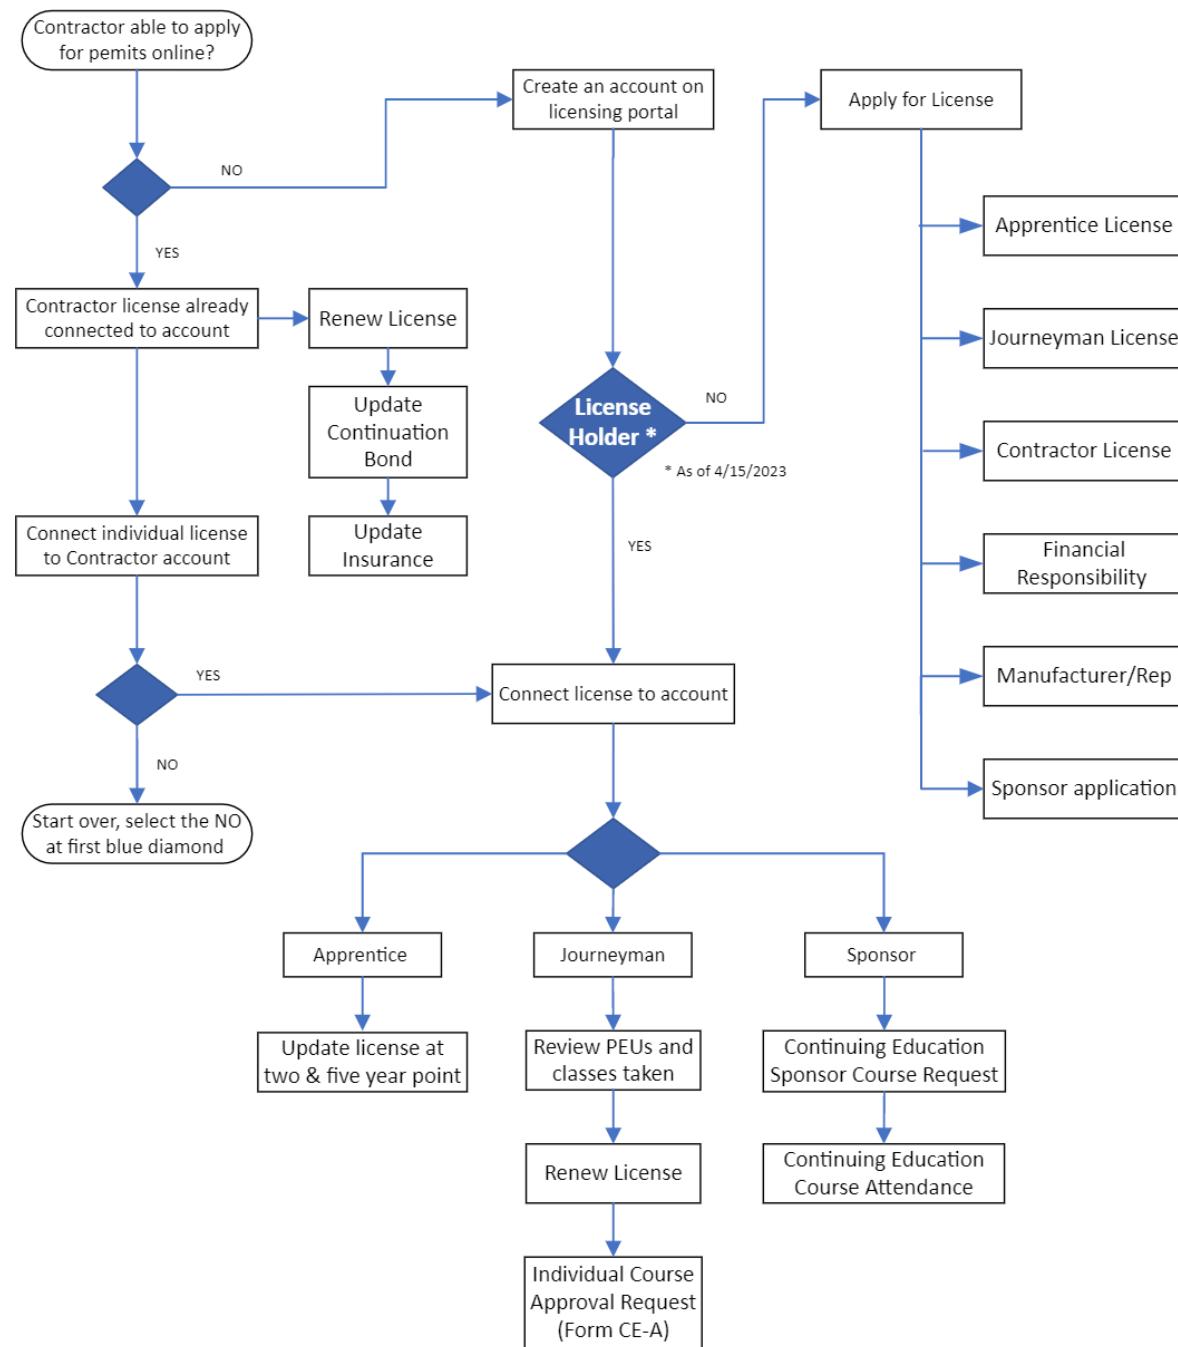 Contractor able to apply
for pemits online?
NO
YES
Contractor license already
connected to account
Renew License
Update
Continuation
Bond
Update
Insurance
Connect individual license
to Contractor account
YES
NO
Start over, select the NO
at first blue diamond
Create an account on
licensing portal
License
Holder *
* As of 4/15/2023
NO
YES
Apply for License
Apprentice License
Journeyman License
Contractor License
Financial
Responsibility
Manufacturer/Rep
Sponsor application
Connect license to account
Apprentice
Update license at
two & five year point
Journeyman
Review PEUs and
classes taken
Renew License
Individual Course
Approval Request
(Form CE-A)
Sponsor
Continuing Education
Sponsor Course Request
Continuing Education
Course Attendance